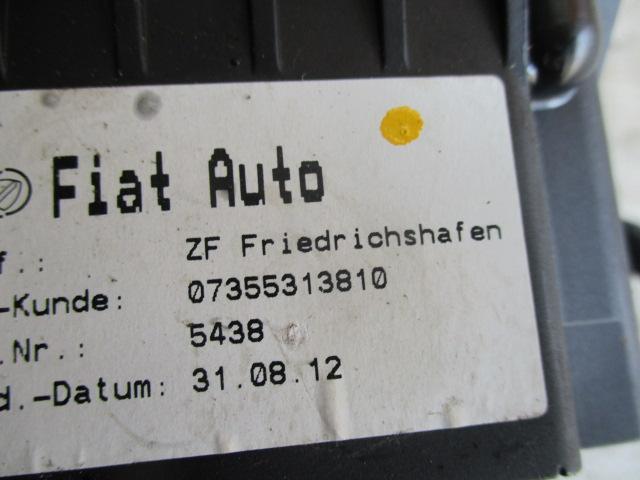 Fiat Auto
f.: ZF Friedrichshafen
-Kunde: 07355313810
.Nr.: 5438
d.-Datum: 31.08.12